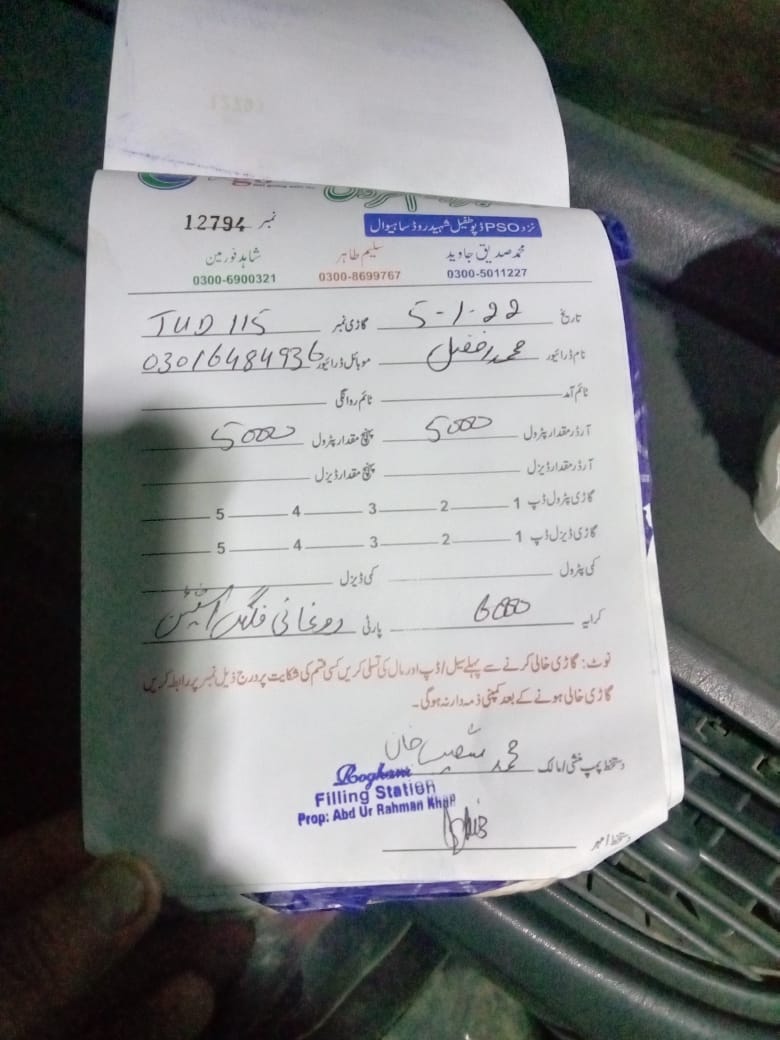 نزد PSO ڈپو طفیل شہید روڈ ساہیوال
نمبر 12794
محمد صدیق جاوید سلیم طاہر شاہد نورمین
0300-5011227 0300-8699767 0300-6900321
تاریخ 5-1-22 گاڑی نمبر TUD 115
نام ڈرائیور محمد افضل موبائل ڈرائیور 03016484936
ٹائم آمد ٹائم روانگی
آرڈر مقدار پٹرول 5000 پہنچ مقدار پٹرول 5000
آرڈر مقدار ڈیزل پہنچ مقدار ڈیزل
گاڑی پٹرول ڈپ 1 2 3 4 5
گاڑی ڈیزل ڈپ 1 2 3 4 5
کمی پٹرول کمی ڈیزل
کرایہ 6000 پارٹی روغانی فلنگ اسٹیشن
نوٹ: گاڑی خالی کرنے سے پہلے سیل/ڈپ اور مال کی تسلی کریں کسی قسم کی شکایت پر درج ذیل نمبر پر رابطہ کریں
گاڑی خالی ہونے کے بعد کمپنی ذمہ دار نہ ہوگی۔
دستخط پمپ منشی/مالک محمد خان
Roghani
Filling Station
Prop: Abd Ur Rahman Khan
دستخط/مہر